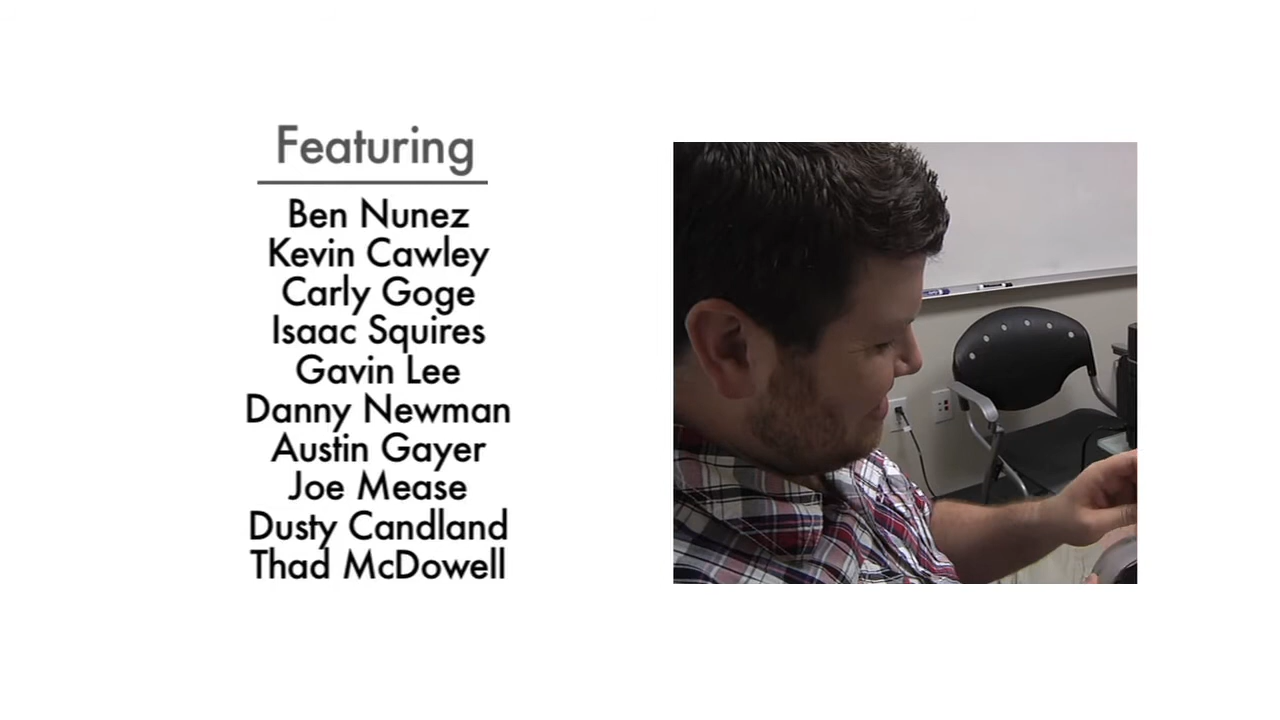 Featuring
Ben Nunez
Kevin Cawley
Carly Goge
Isaac Squires
Gavin Lee
Danny Newman
Austin Gayer
Joe Mease
Dusty Candland
Thad McDowell